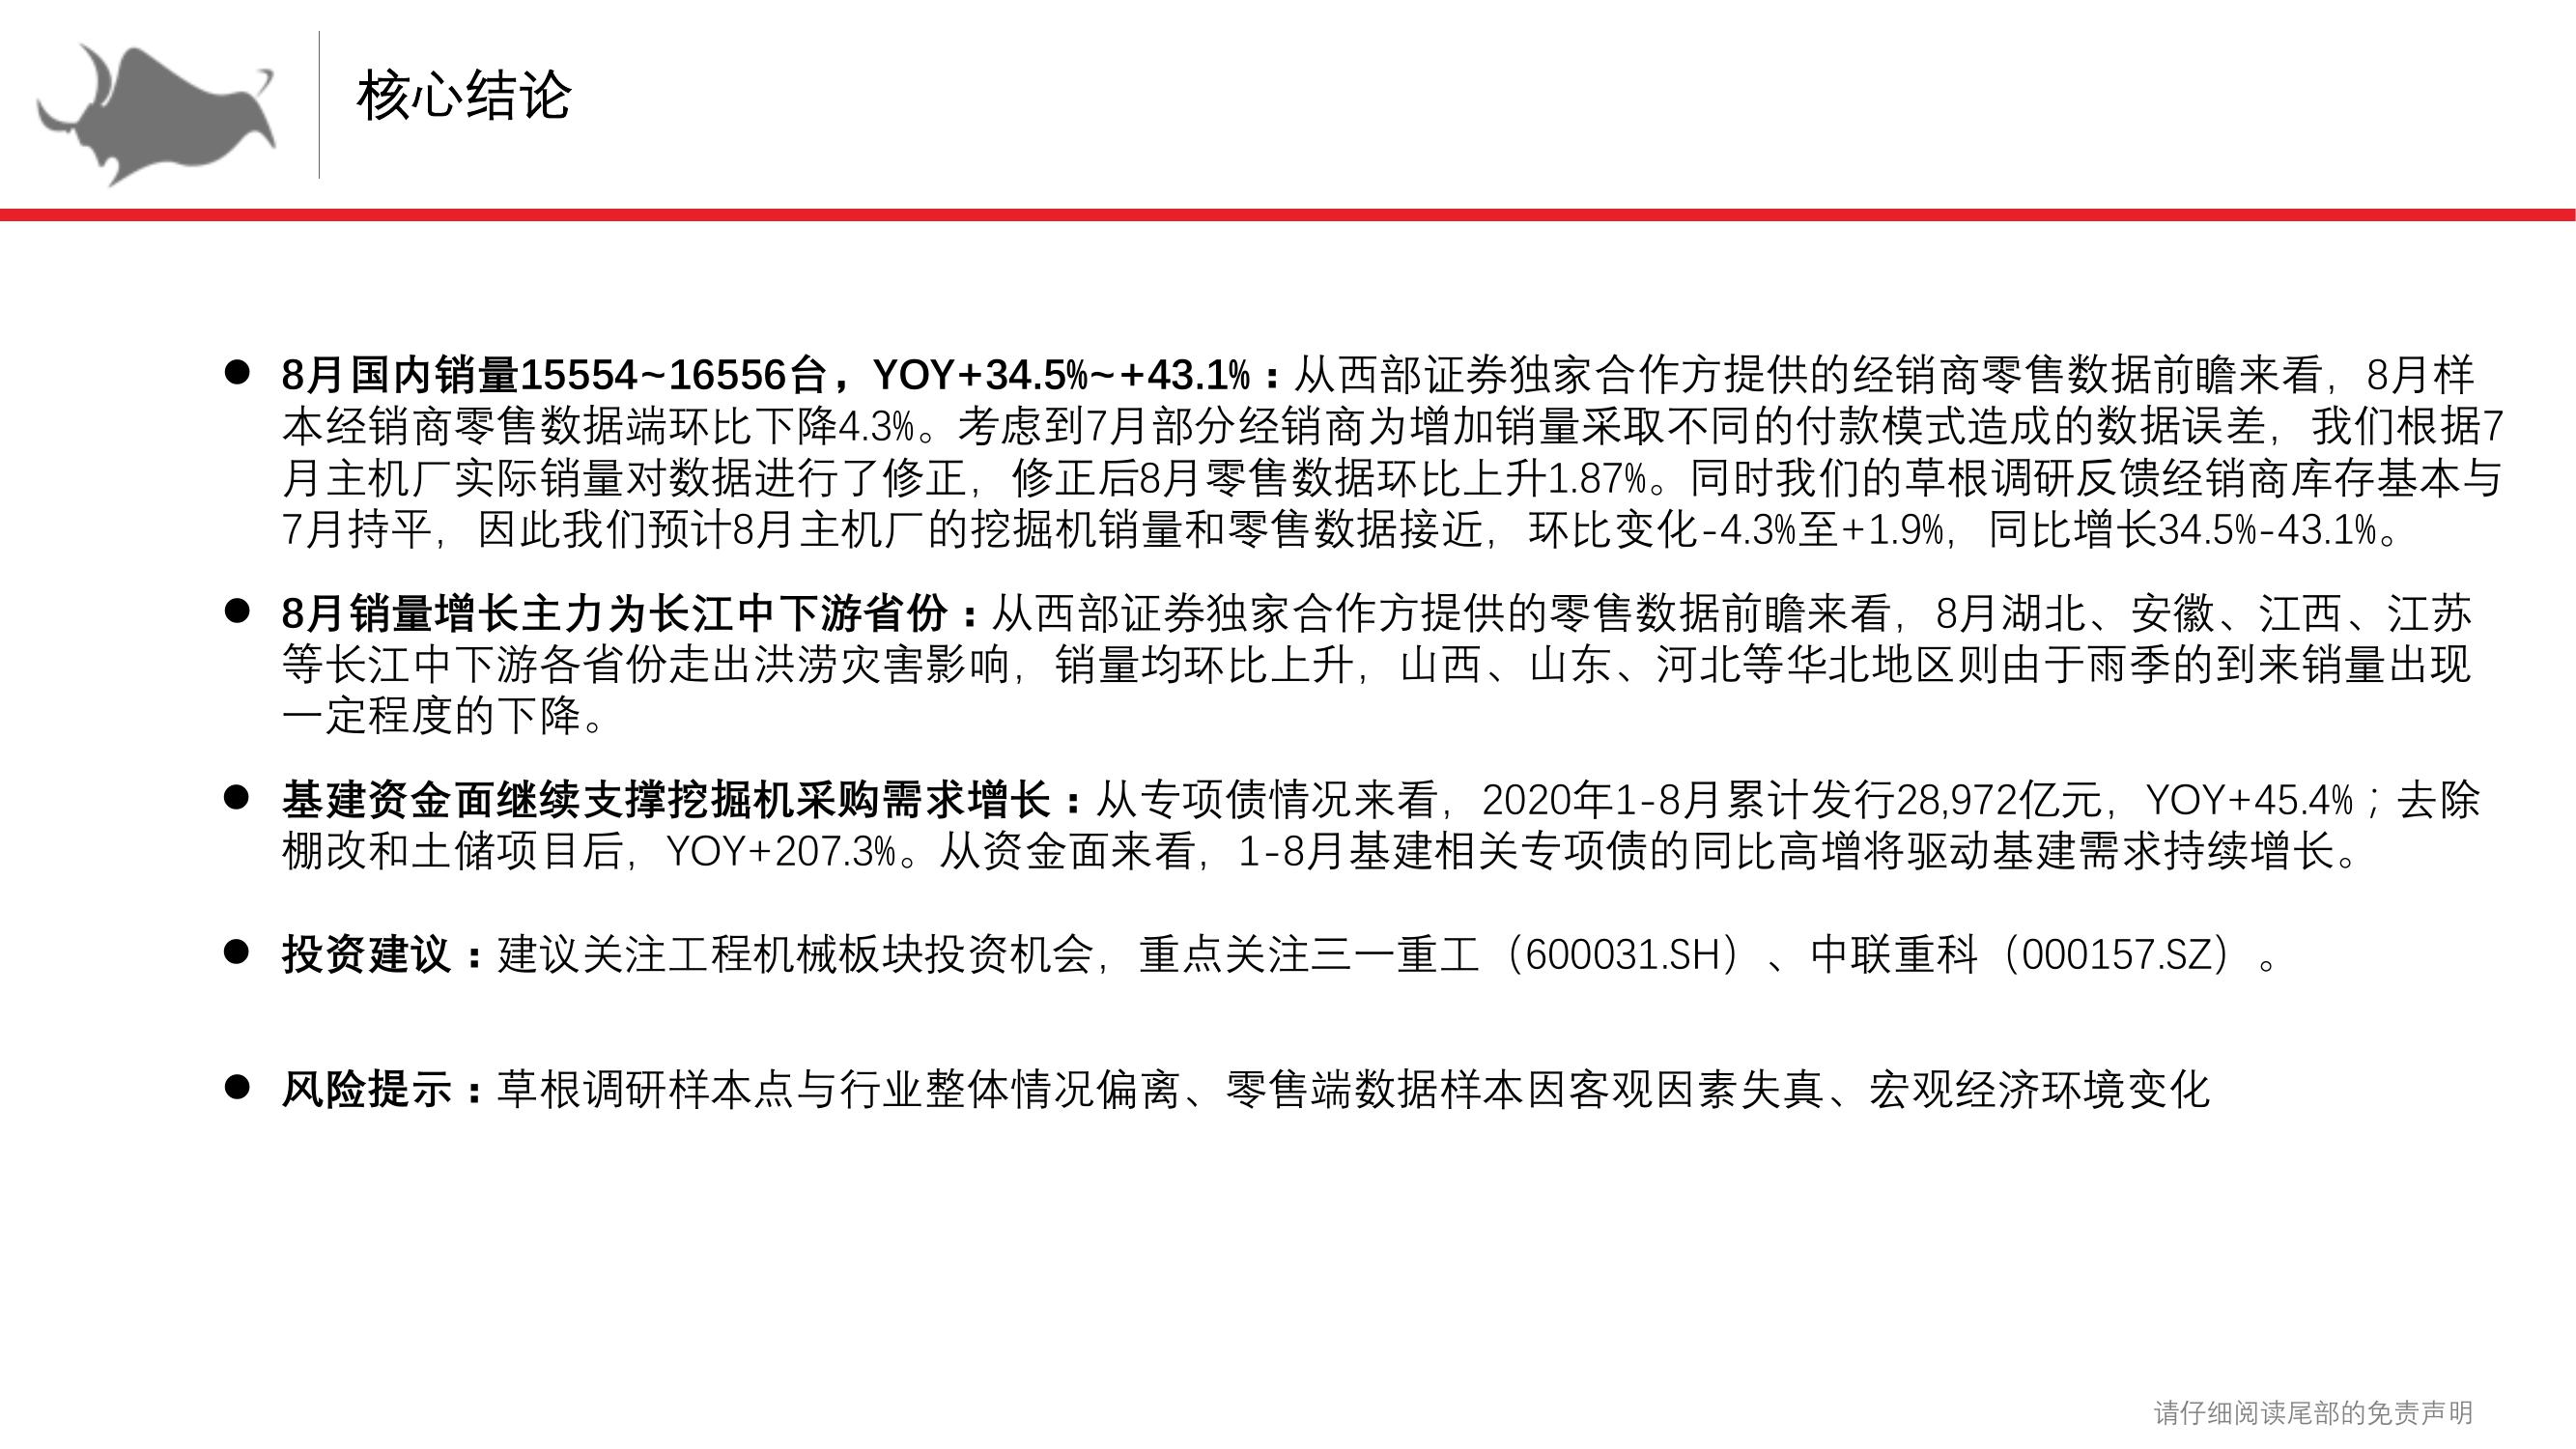 核心结论
● 8月国内销量15554~16556台，YOY+34.5%~+43.1%：从西部证券独家合作方提供的经销商零售数据前瞻来看，8月样
本经销商零售数据端环比下降4.3%。考虑到7月部分经销商为增加销量采取不同的付款模式造成的数据误差，我们根据7
月主机厂实际销量对数据进行了修正，修正后8月零售数据环比上升1.87%。同时我们的草根调研反馈经销商库存基本与
7月持平，因此我们预计8月主机厂的挖掘机销量和零售数据接近，环比变化-4.3%至+1.9%，同比增长34.5%-43.1%。
● 8月销量增长主力为长江中下游省份：从西部证券独家合作方提供的零售数据前瞻来看，8月湖北、安徽、江西、江苏
等长江中下游各省份走出洪涝灾害影响，销量均环比上升，山西、山东、河北等华北地区则由于雨季的到来销量出现
一定程度的下降。
● 基建资金面继续支撑挖掘机采购需求增长：从专项债情况来看，2020年1-8月累计发行28,972亿元，YOY+45.4%；去除
棚改和土储项目后，YOY+207.3%。从资金面来看，1-8月基建相关专项债的同比高增将驱动基建需求持续增长。
● 投资建议：建议关注工程机械板块投资机会，重点关注三一重工（600031.SH）、中联重科（000157.SZ）。
● 风险提示：草根调研样本点与行业整体情况偏离、零售端数据样本因客观因素失真、宏观经济环境变化
请仔细阅读尾部的免责声明